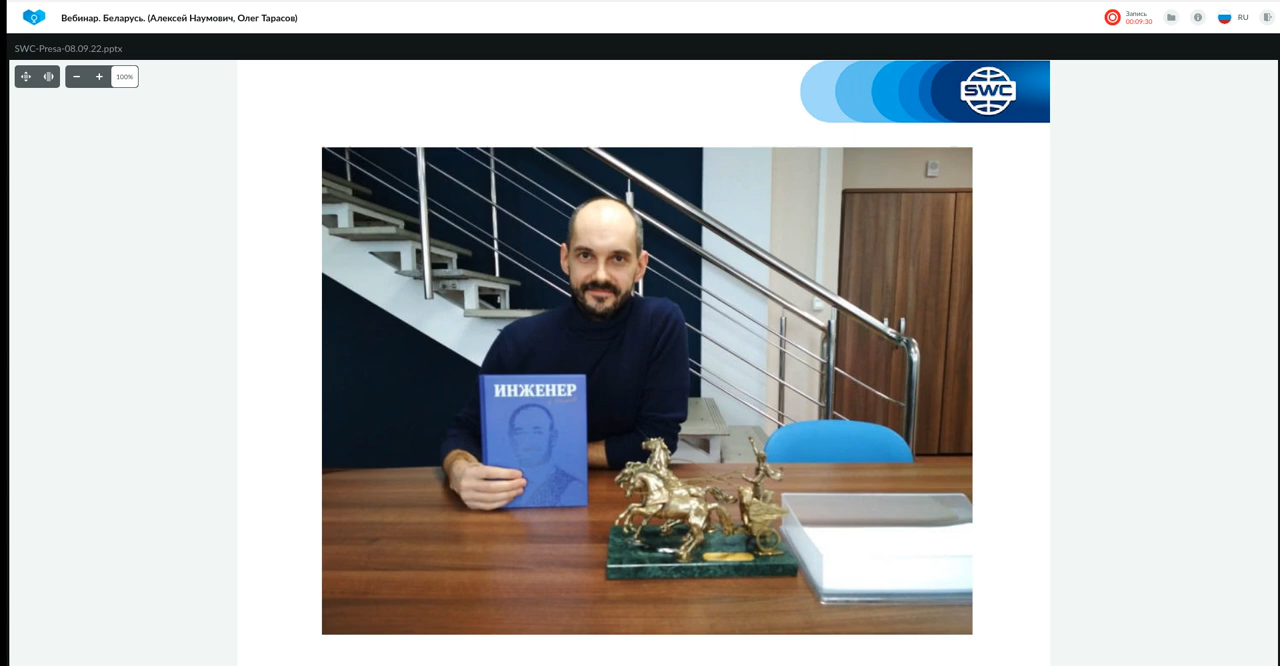 Вебинар. Беларусь. (Алексей Наумович, Олег Тарасов)
Запись
00:09:30
RU
SWC-Presa-08.09.22.pptx
100%
SWC
ИНЖЕНЕР